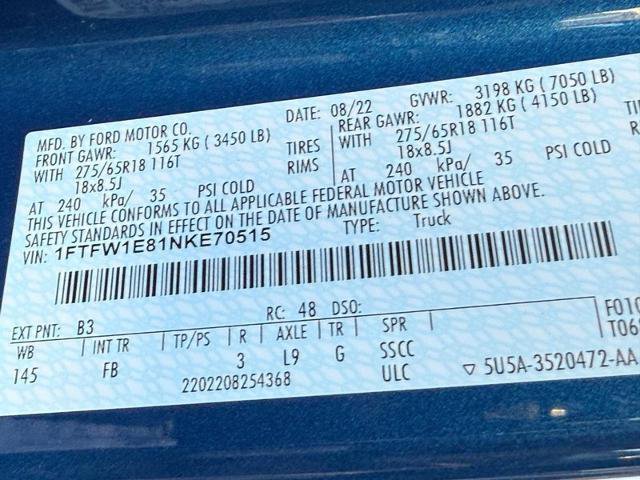 MFD. BY FORD MOTOR CO. DATE: 08/22 GVWR: 3198 KG ( 7050 LB)
FRONT GAWR: 1565 KG ( 3450 LB) REAR GAWR: 1882 KG ( 4150 LB)
WITH 275/65R18 116T TIRES WITH 275/65R18 116T
18x8.5J RIMS 18x8.5J
AT 240 kPa/ 35 PSI COLD AT 240 kPa/ 35 PSI COLD
THIS VEHICLE CONFORMS TO ALL APPLICABLE FEDERAL MOTOR VEHICLE
SAFETY STANDARDS IN EFFECT ON THE DATE OF MANUFACTURE SHOWN ABOVE.
VIN: 1FTFW1E81NKE70515 TYPE: Truck
EXT PNT: B3 RC: 48 DSO:
WB INT TR TP/PS R AXLE TR SPR
145 FB 3 L9 G SSCC
2202208254368 ULC
5U5A-3520472-AA